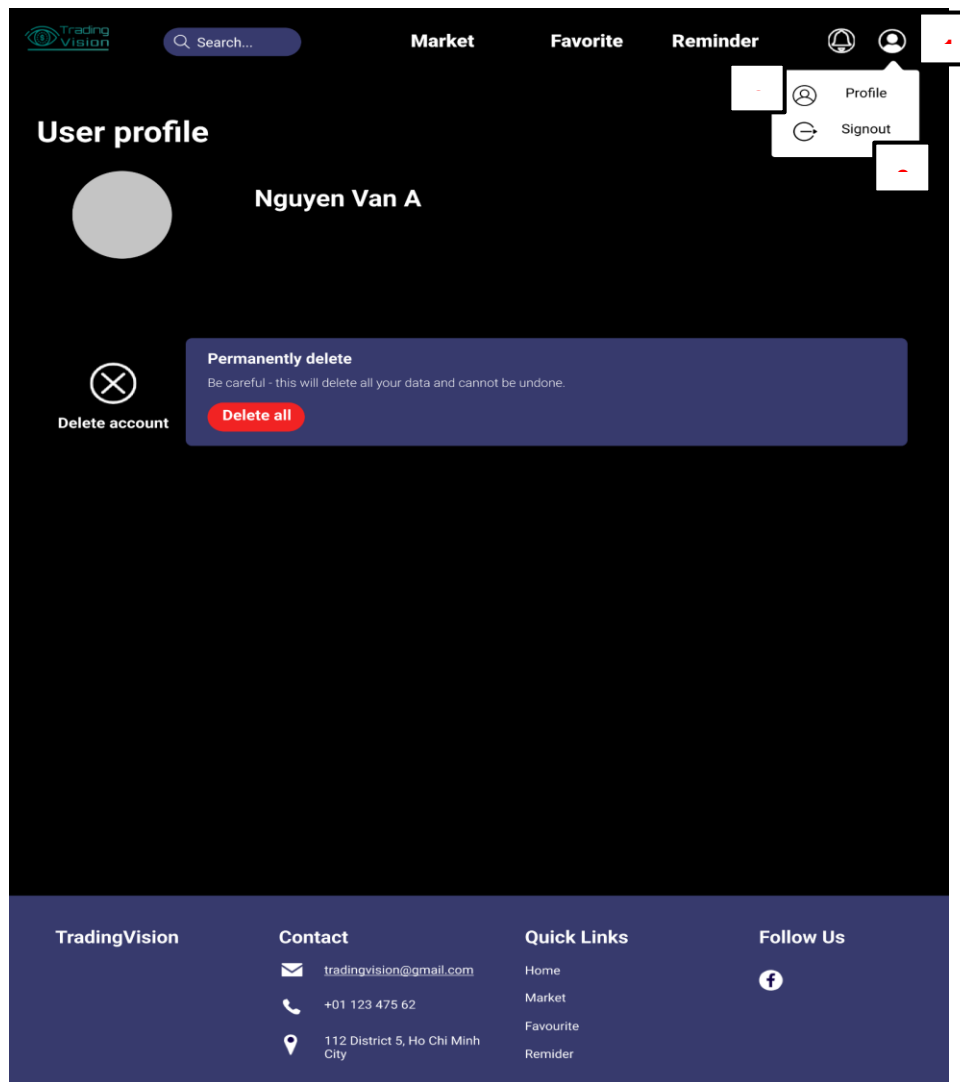 Trading
Vision
Search...
Market
Favorite
Reminder
Profile
Signout
User profile
Nguyen Van A
Permanently delete
Be careful - this will delete all your data and cannot be undone.
Delete all
Delete account
TradingVision
Contact
tradingvision@gmail.com
+01 123 475 62
112 District 5, Ho Chi Minh
City
Quick Links
Home
Market
Favourite
Remider
Follow Us